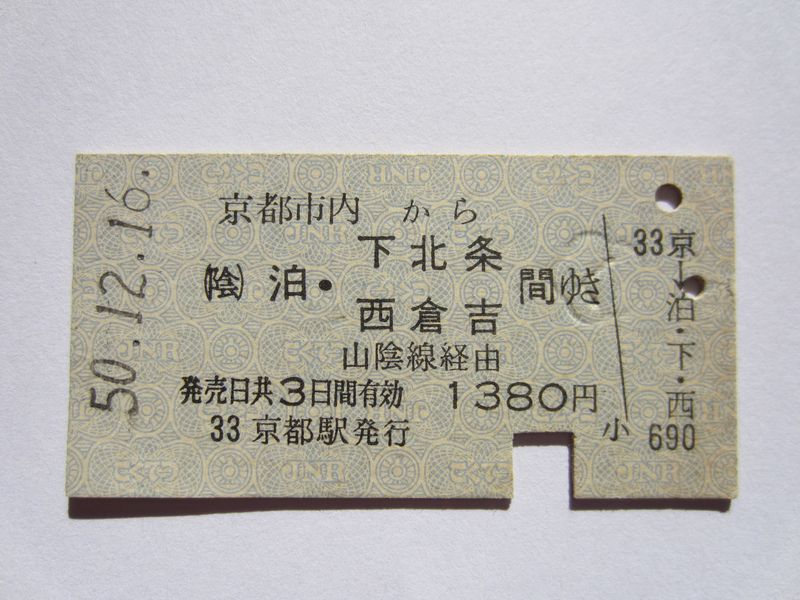 50.12.16.
京都市内 から
㊥陰 泊・下北条
西倉吉 間ゆき
山陰線経由
発売日共3日間有効 1380円
33 京都駅発行
33京
↓
泊・下・西
小 690